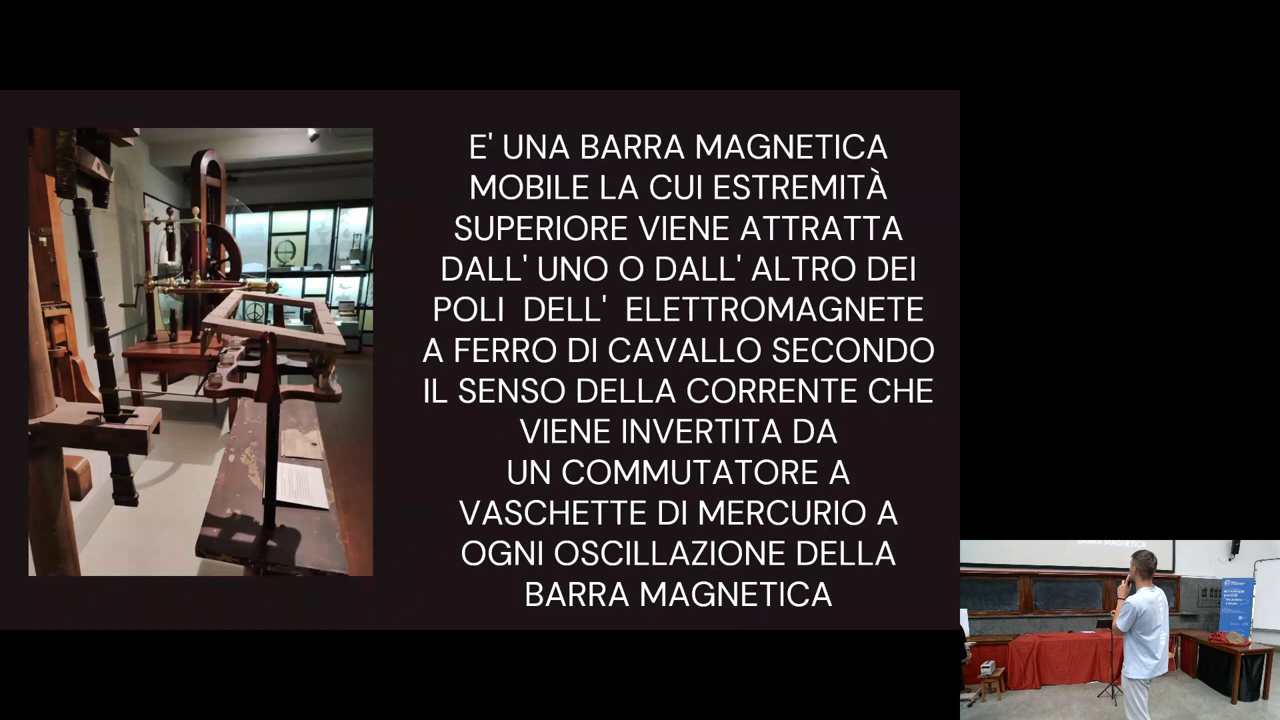 E' UNA BARRA MAGNETICA
MOBILE LA CUI ESTREMITÀ
SUPERIORE VIENE ATTRATTA
DALL' UNO O DALL' ALTRO DEI
POLI DELL' ELETTROMAGNETE
A FERRO DI CAVALLO SECONDO
IL SENSO DELLA CORRENTE CHE
VIENE INVERTITA DA
UN COMMUTATORE A
VASCHETTE DI MERCURIO A
OGNI OSCILLAZIONE DELLA
BARRA MAGNETICA
BARRA MAGNETICA